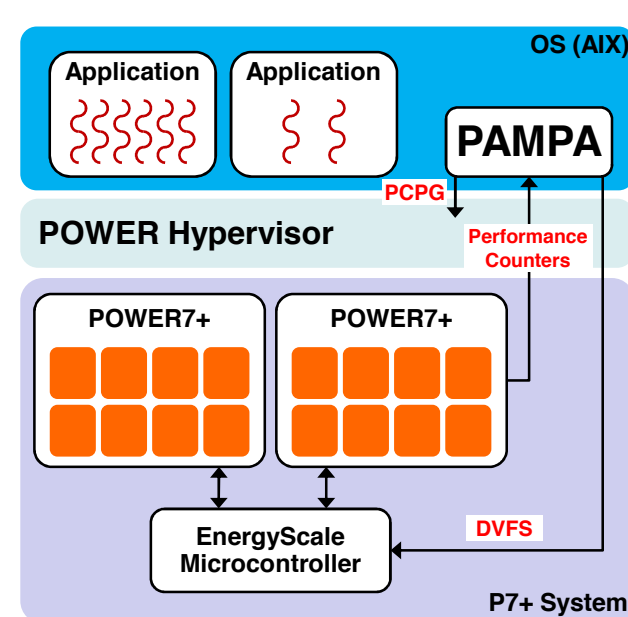 OS (AIX)
Application
Application
PAMPA
PCPG
POWER Hypervisor
Performance
Counters
POWER7+
POWER7+
EnergyScale
Microcontroller
DVFS
P7+ System